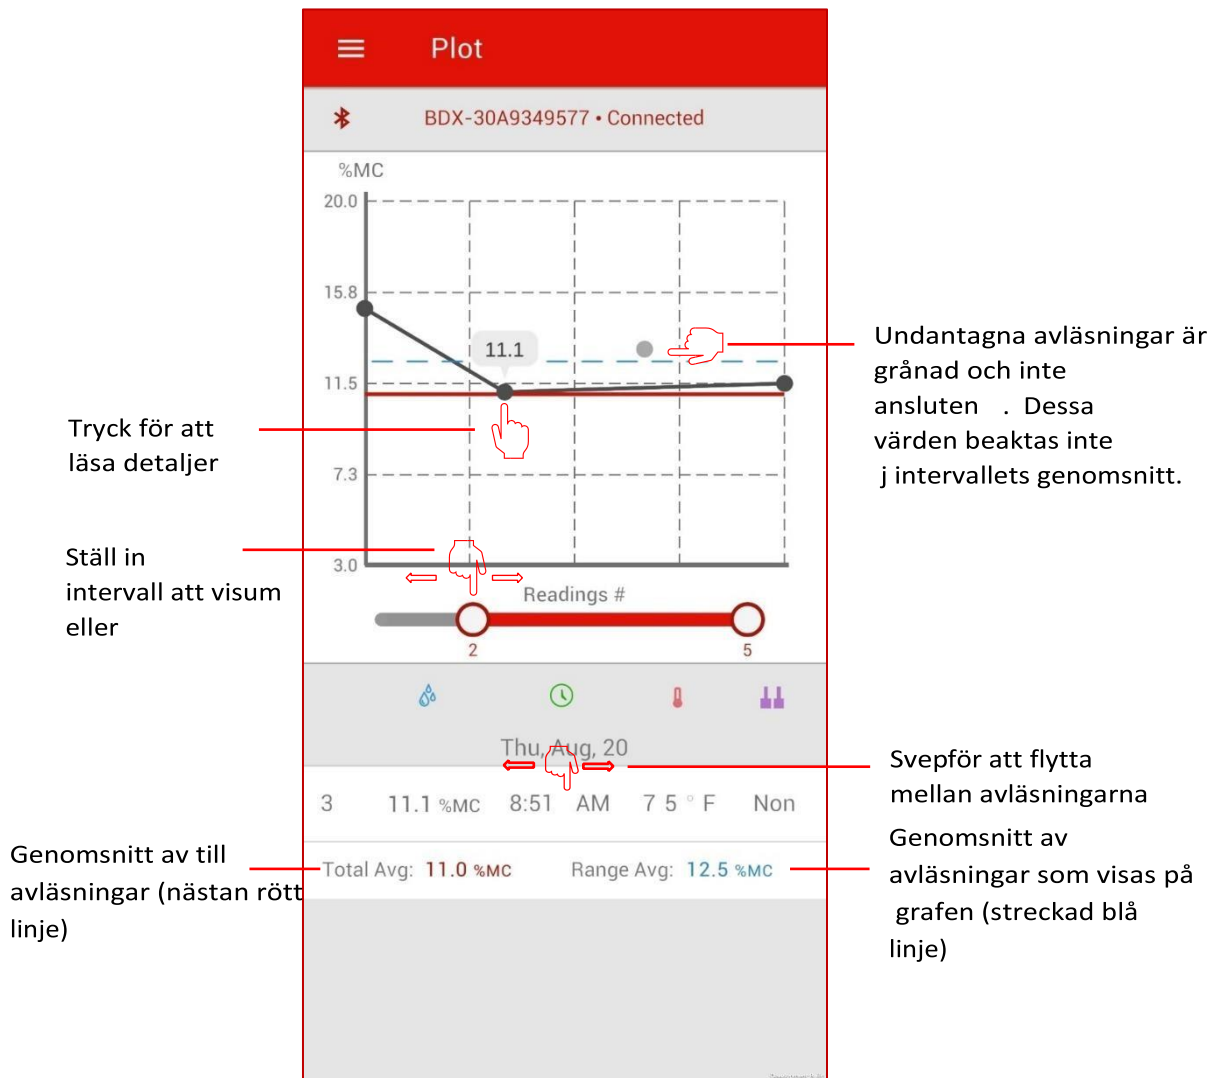 Plot
BDX-30A9349577 • Connected
%MC
20.0
15.8
11.5
7.3
3.0
11.1
Readings #
2
5
Tryck för att
läsa detaljer
Ställ in
intervall att visum
eller
Undantagna avläsningar är
grånad och inte
ansluten . Dessa
värden beaktas inte
j intervallets genomsnitt.
Thu, Aug, 20
Svepför att flytta
mellan avläsningarna
3 11.1 %MC 8:51 AM 7 5 ° F Non
Total Avg: 11.0 %MC Range Avg: 12.5 %MC
Genomsnitt av till
avläsningar (nästan rött
linje)
Genomsnitt av
avläsningar som visas på
grafen (streckad blå
linje)